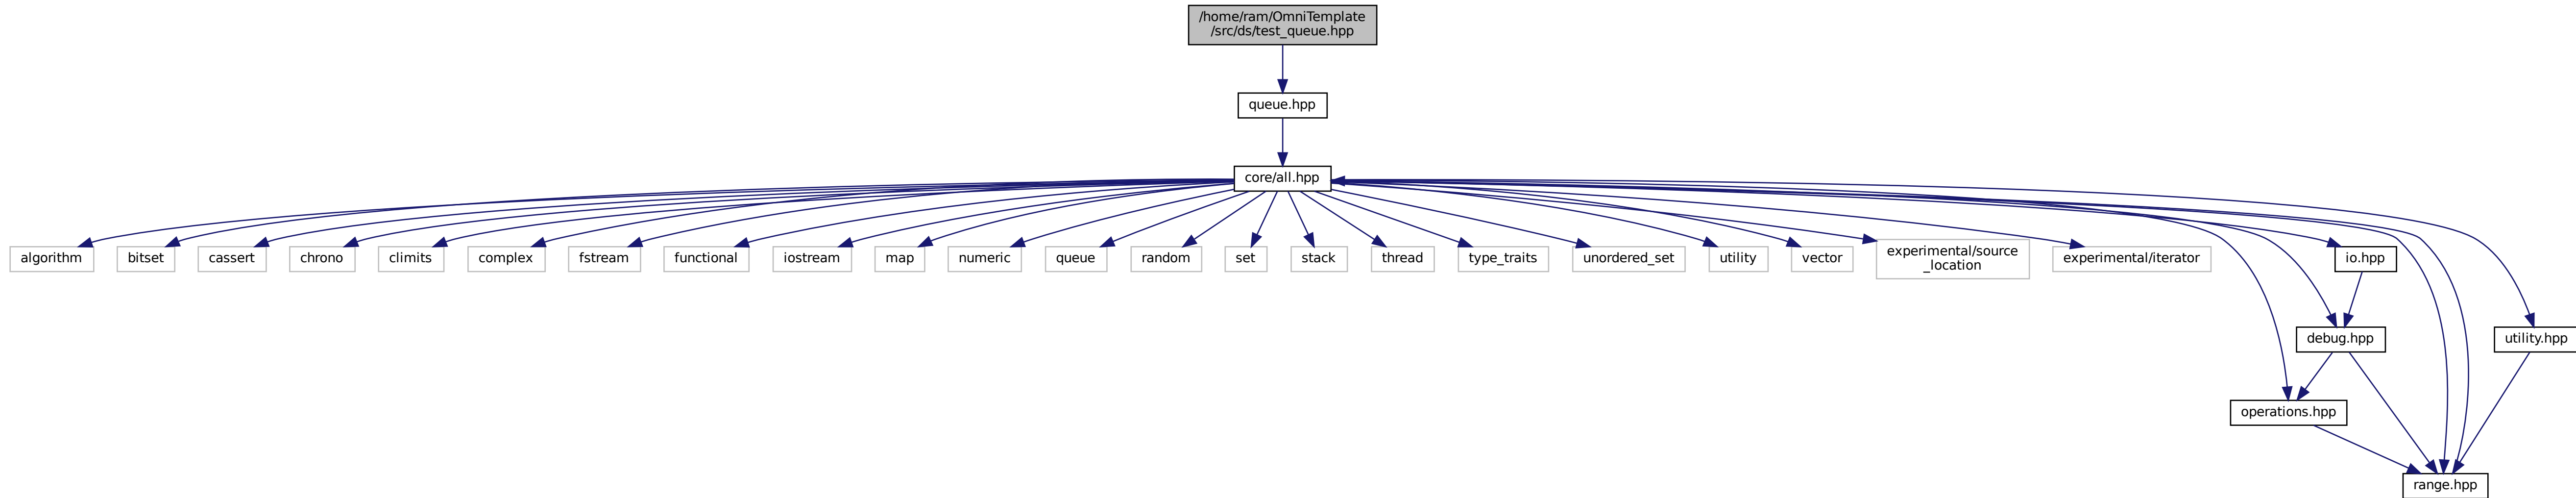 /home/ram/OmniTemplate
/src/ds/test_queue.hpp
queue.hpp
core/all.hpp
algorithm
bitset
cassert
chrono
climits
complex
fstream
functional
iostream
map
numeric
queue
random
set
stack
thread
type_traits
unordered_set
utility
vector
experimental/source
_location
experimental/iterator
io.hpp
debug.hpp
utility.hpp
operations.hpp
range.hpp